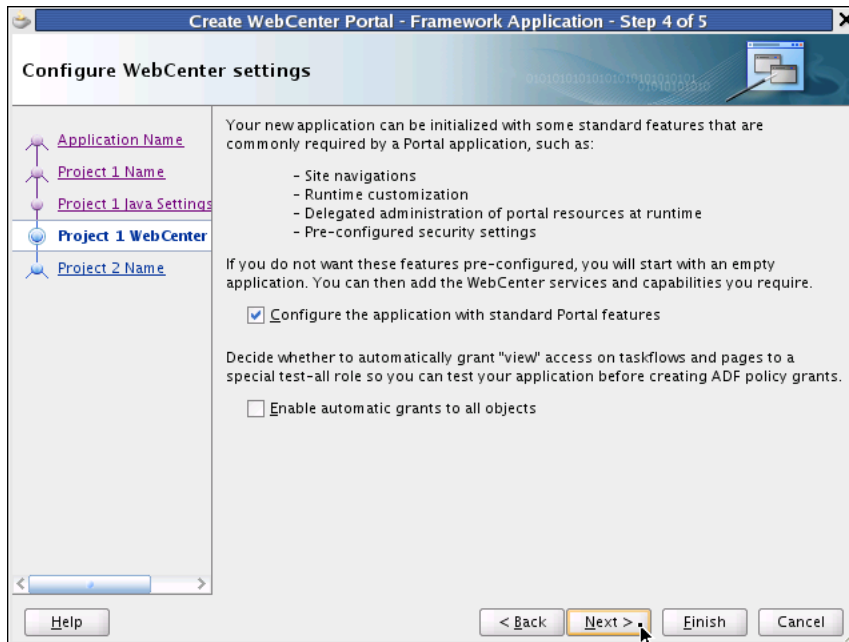 Create WebCenter Portal - Framework Application - Step 4 of 5
Configure WebCenter settings
Application Name
Project 1 Name
Project 1 Java Settings
Project 1 WebCenter
Project 2 Name
Your new application can be initialized with some standard features that are
commonly required by a Portal application, such as:
- Site navigations
- Runtime customization
- Delegated administration of portal resources at runtime
- Pre-configured security settings
If you do not want these features pre-configured, you will start with an empty
application. You can then add the WebCenter services and capabilities you require.
Configure the application with standard Portal features
Decide whether to automatically grant "view" access on taskflows and pages to a
special test-all role so you can test your application before creating ADF policy grants.
Enable automatic grants to all objects
Help
< Back
Next >
Finish
Cancel